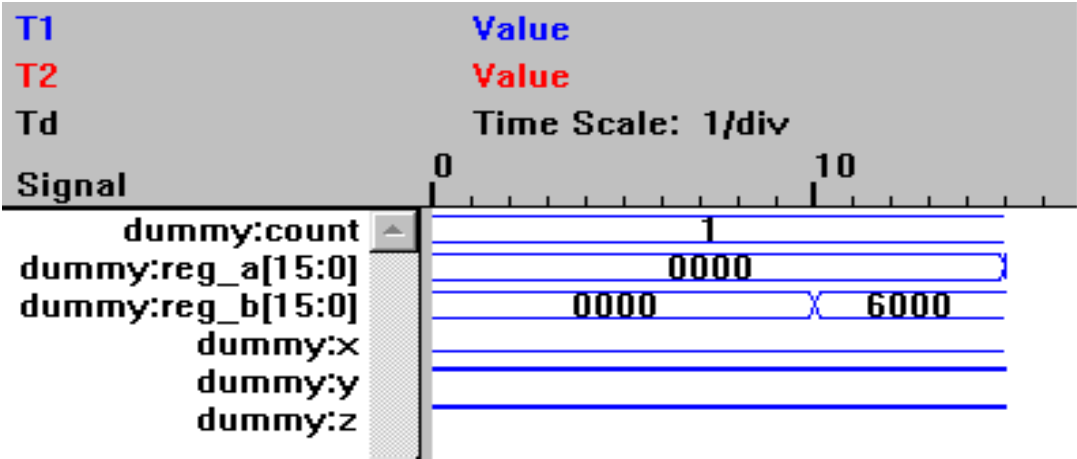 T1 Value
T2 Value
Td Time Scale: 1/div
0 10
Signal
dummy:count 1
dummy:reg_a[15:0] 0000
dummy:reg_b[15:0] 0000 6000
dummy:x
dummy:y
dummy:z